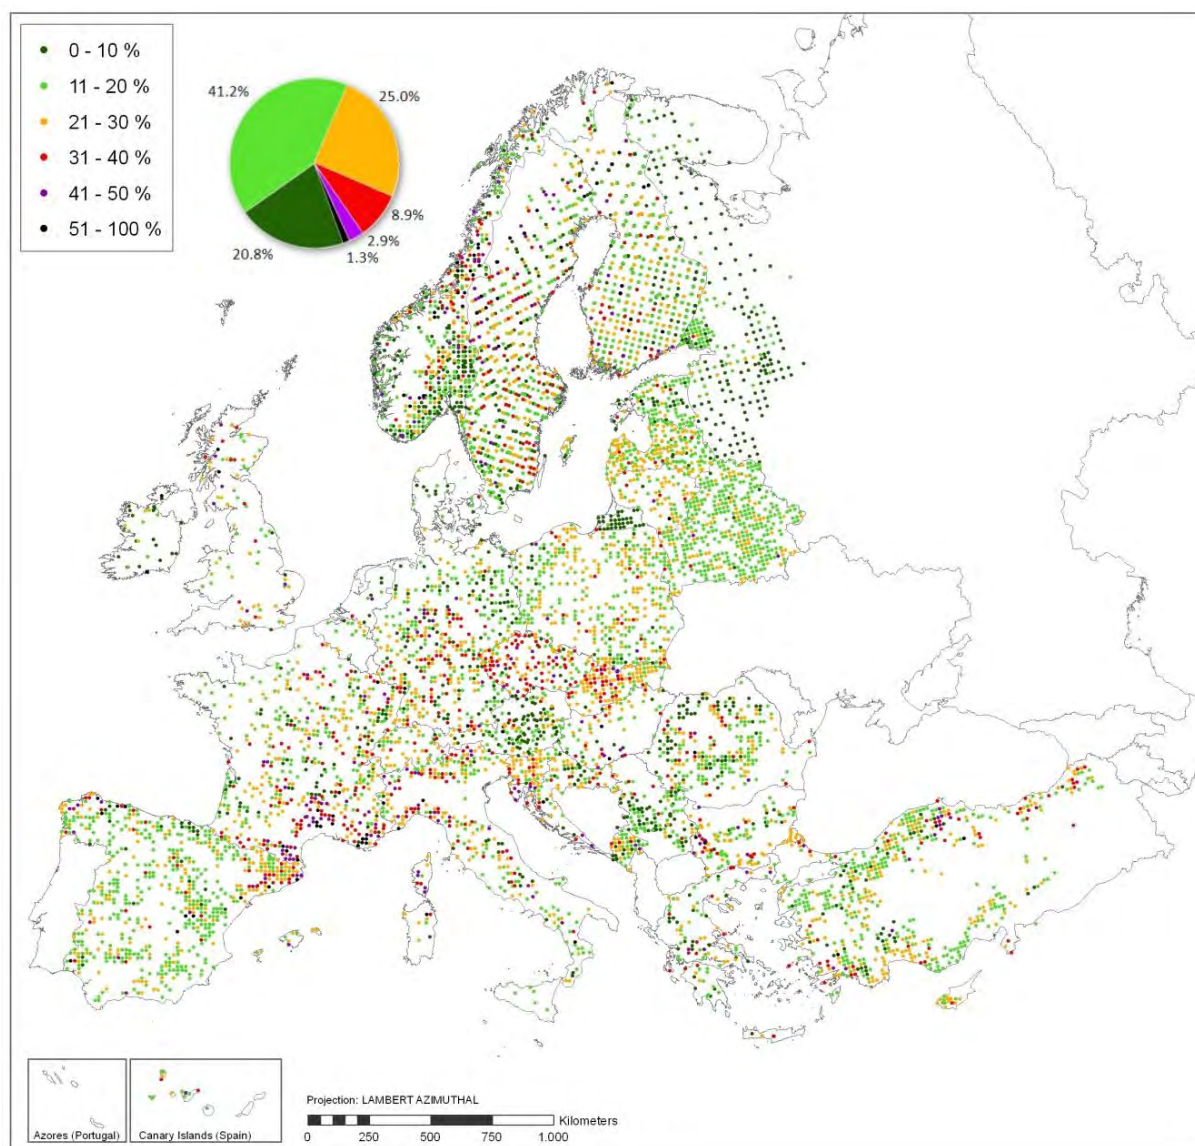 0 - 10 %
11 - 20 %
21 - 30 %
31 - 40 %
41 - 50 %
51 - 100 %
41.2%
25.0%
8.9%
2.9%
1.3%
20.8%
Azores (Portugal)
Canary Islands (Spain)
Projection: LAMBERT AZIMUTHAL
Kilometers
0 250 500 750 1.000